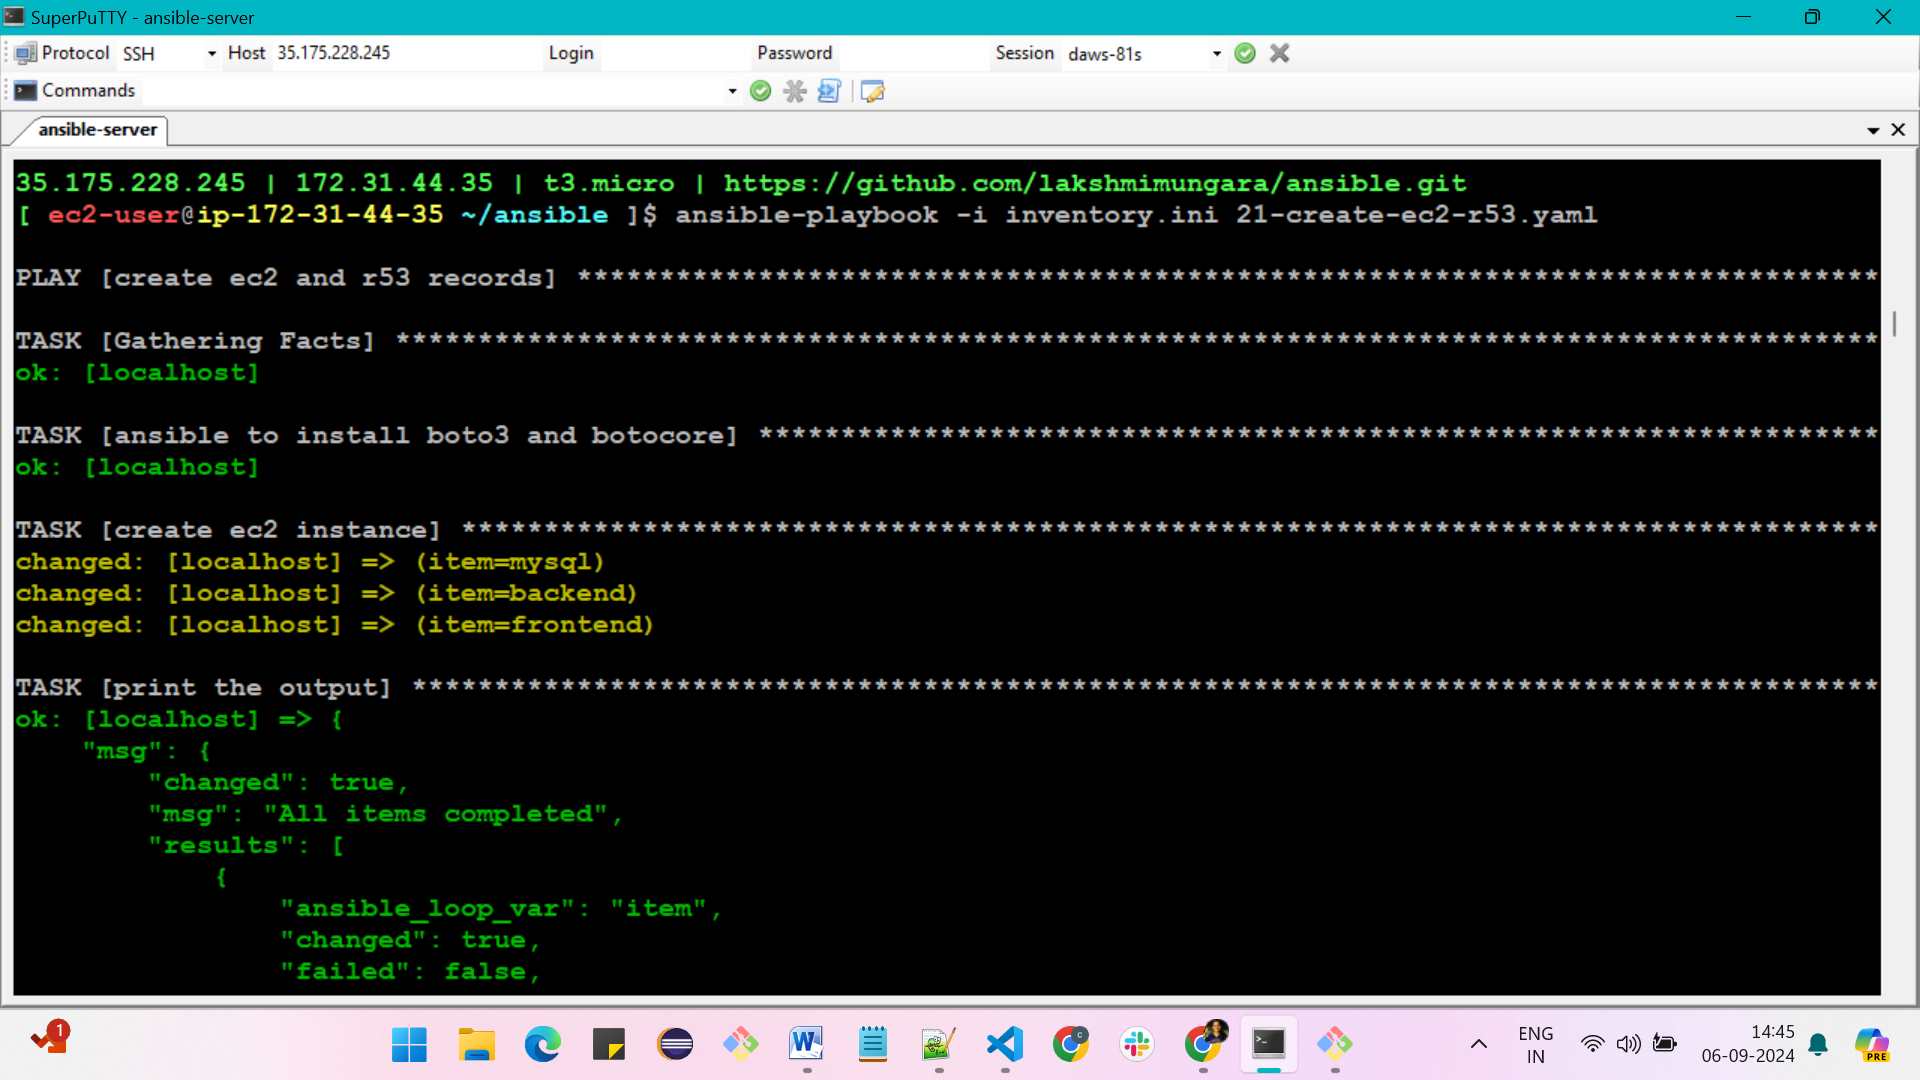 SuperPuTTY - ansible-server
Protocol SSH Host 35.175.228.245 Login Password Session daws-81s
Commands
ansible-server
35.175.228.245 | 172.31.44.35 | t3.micro | https://github.com/lakshmimungara/ansible.git
[ ec2-user@ip-172-31-44-35 ~/ansible ]$ ansible-playbook -i inventory.ini 21-create-ec2-r53.yaml
PLAY [create ec2 and r53 records] *******************************************************************************
TASK [Gathering Facts] ******************************************************************************************
ok: [localhost]
TASK [ansible to install boto3 and botocore] ********************************************************************
ok: [localhost]
TASK [create ec2 instance] **************************************************************************************
changed: [localhost] => (item=mysql)
changed: [localhost] => (item=backend)
changed: [localhost] => (item=frontend)
TASK [print the output] *****************************************************************************************
ok: [localhost] => {
"msg": {
"changed": true,
"msg": "All items completed",
"results": [
{
"ansible_loop_var": "item",
"changed": true,
"failed": false,
1
ENG
IN
14:45
06-09-2024
PRE